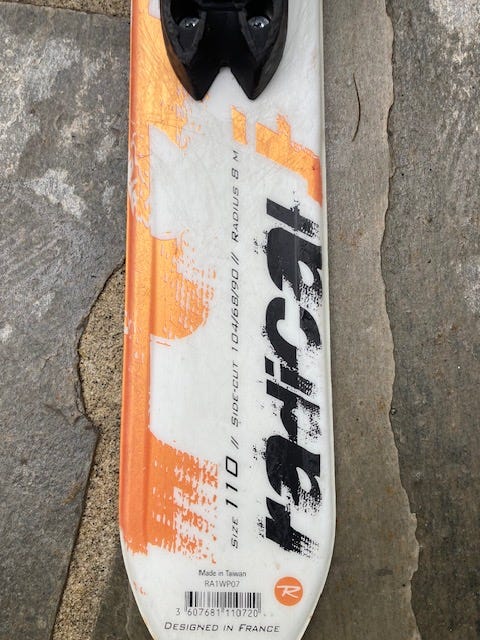 radical
SIZE 110 // SIDE-CUT 104/68/90 // RADIUS 8 M
Made in Taiwan
RA1WP07
3 607681 110720
R
DESIGNED IN FRANCE